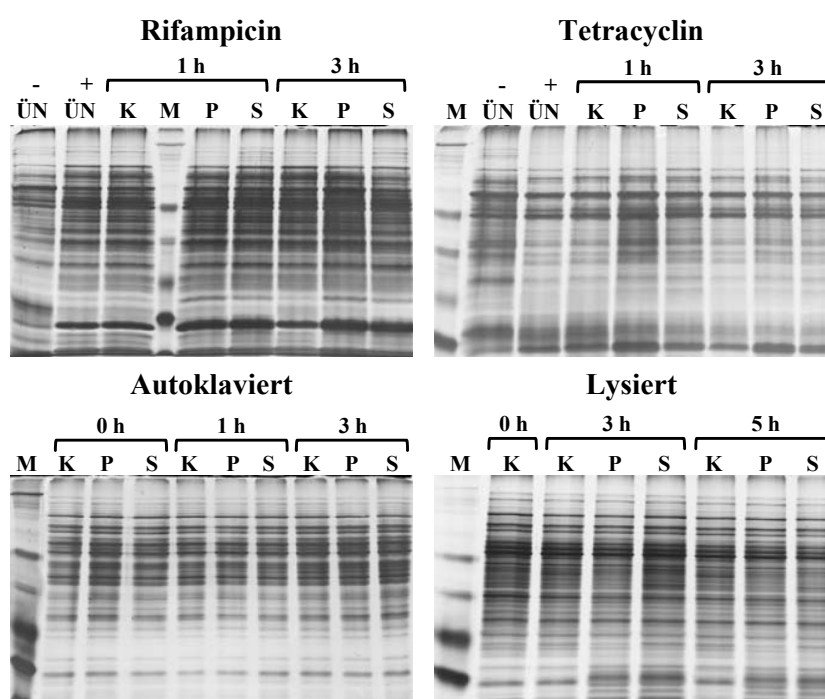 Rifampicin
1 h 3 h
- +
ÜN ÜN K M P S K P S
Tetracyclin
1 h 3 h
- +
M ÜN ÜN K P S K P S
Autoklaviert
0 h 1 h 3 h
M K P S K P S K P S
Lysiert
0 h 3 h 5 h
M K K P S K P S